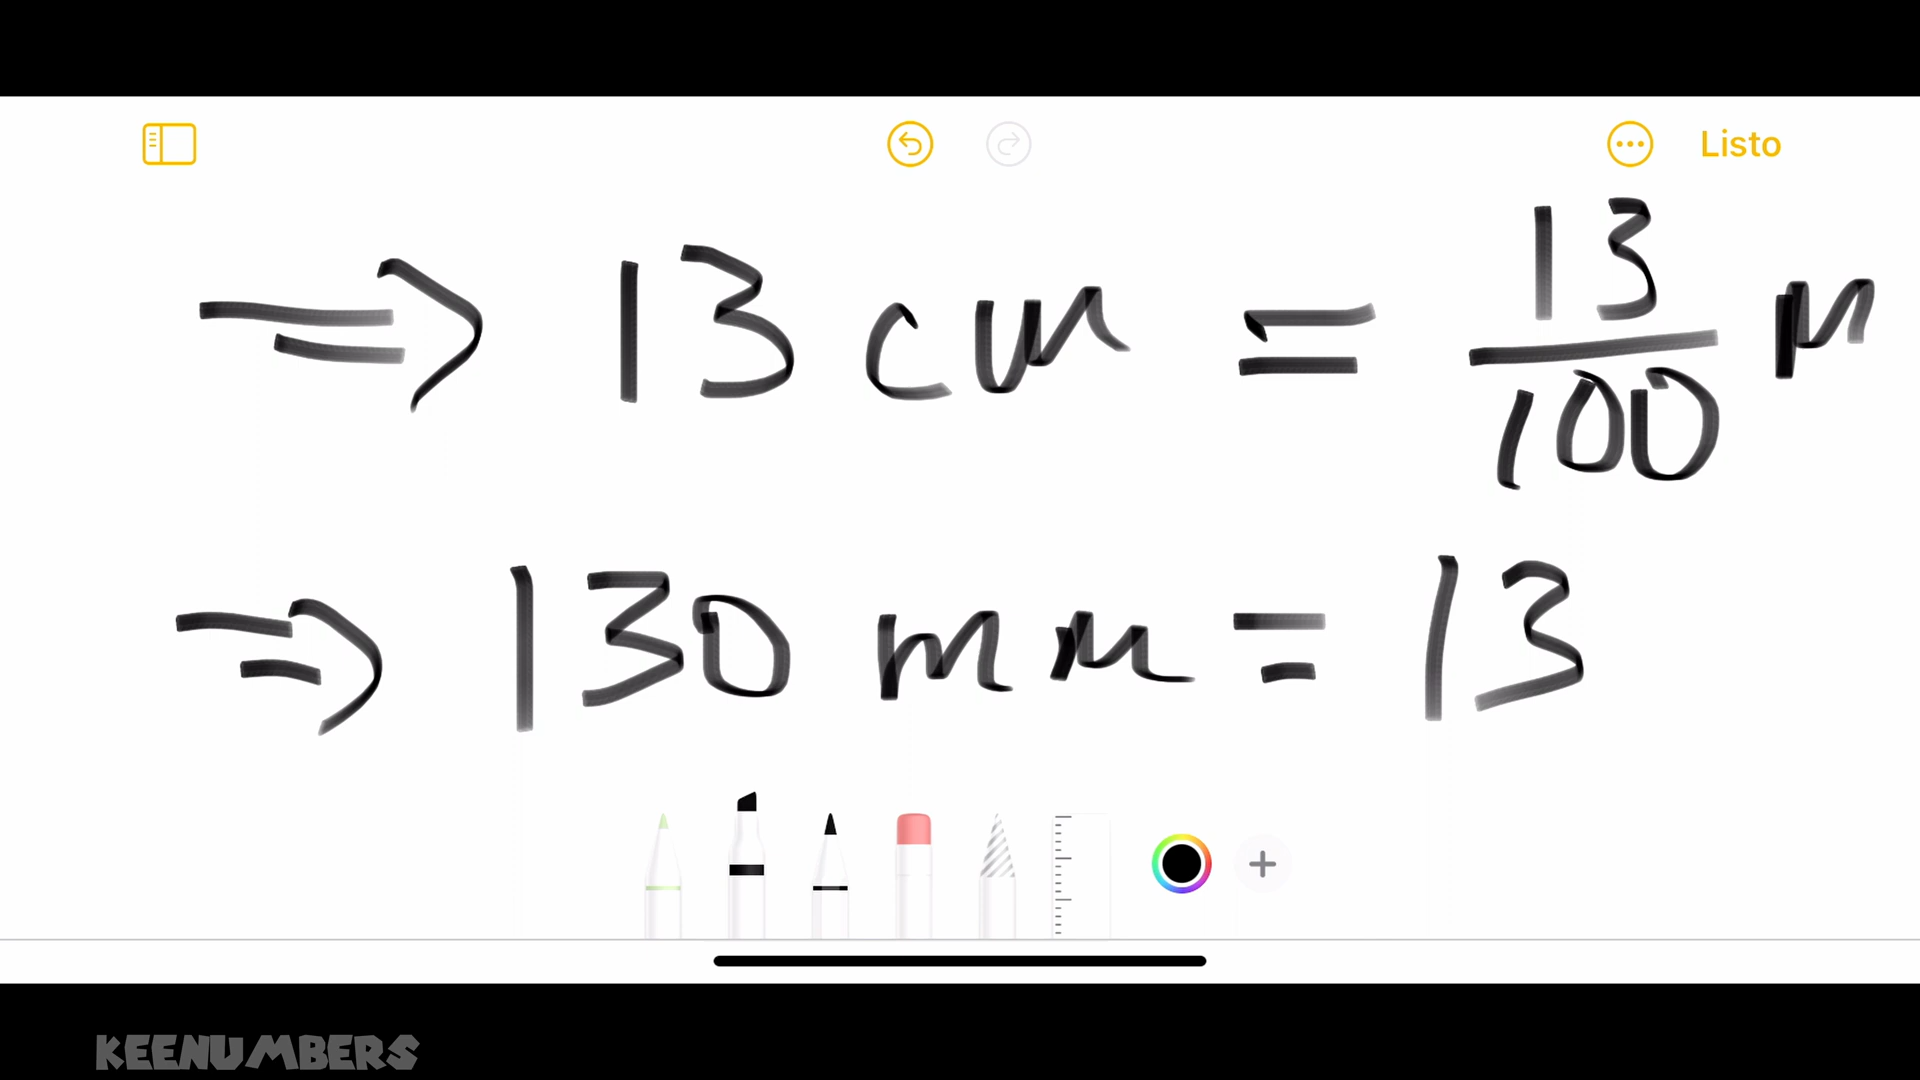 Listo
⇒ 13 cm = 13/100 m
⇒ 130 mm = 13
KEENUMBERS